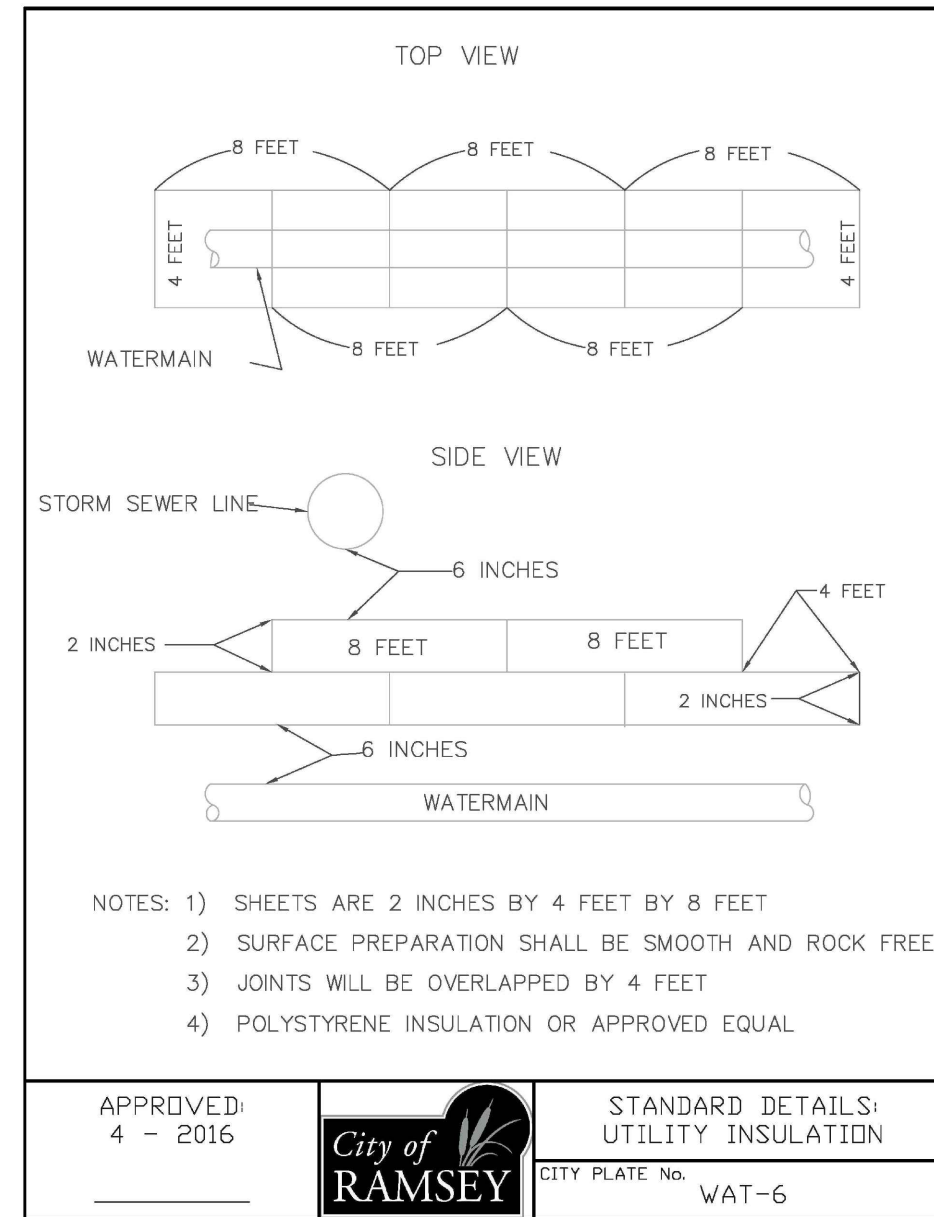 TOP VIEW
8 FEET
8 FEET
8 FEET
4 FEET
4 FEET
8 FEET
8 FEET
WATERMAIN
SIDE VIEW
STORM SEWER LINE
6 INCHES
4 FEET
2 INCHES
8 FEET
8 FEET
2 INCHES
6 INCHES
WATERMAIN
NOTES: 1) SHEETS ARE 2 INCHES BY 4 FEET BY 8 FEET
2) SURFACE PREPARATION SHALL BE SMOOTH AND ROCK FREE
3) JOINTS WILL BE OVERLAPPED BY 4 FEET
4) POLYSTYRENE INSULATION OR APPROVED EQUAL
APPROVED:
4 - 2016
City of
RAMSEY
STANDARD DETAILS:
UTILITY INSULATION
CITY PLATE No.
WAT-6